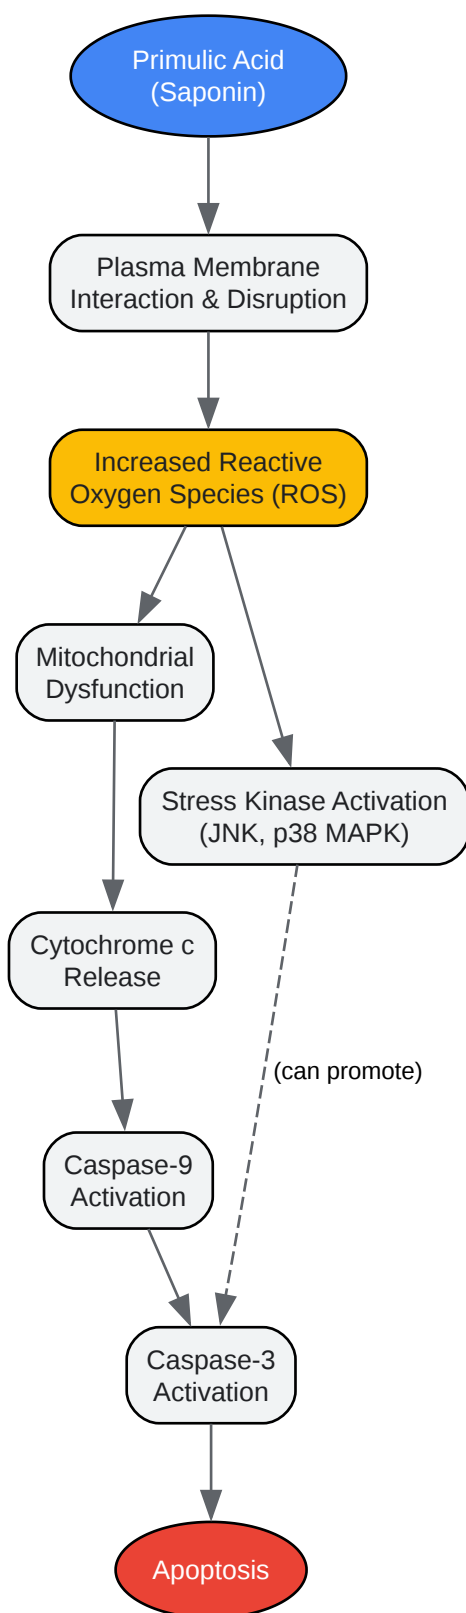 Primulic Acid
(Saponin)
Plasma Membrane
Interaction & Disruption
Increased Reactive
Oxygen Species (ROS)
Mitochondrial
Dysfunction
Stress Kinase Activation
(JNK, p38 MAPK)
Cytochrome c
Release
(can promote)
Caspase-9
Activation
Caspase-3
Activation
Apoptosis